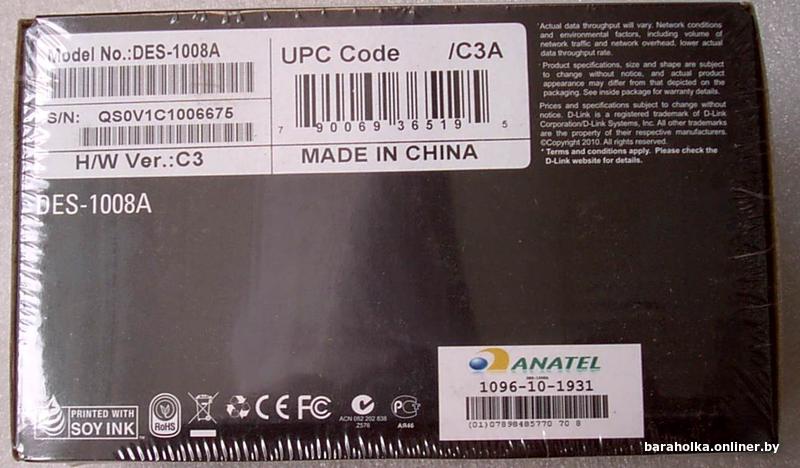 Model No.:DES-1008A
S/N: QS0V1C1006675
H/W Ver.:C3
UPC Code /C3A
7 90069 36519 5
MADE IN CHINA
Actual data throughput will vary. Network conditions
and environmental factors, including volume of
network traffic and network overhead, lower actual
data throughput rate.
Product specifications, size and shape are subject
to change without notice, and actual product
appearance may differ from that depicted on the
packaging. See inside package for warranty details.
Prices and specifications subject to change without
notice. D-Link is a registered trademark of D-Link
Corporation/D-Link Systems, Inc. All other trademarks
are the property of their respective manufacturers.
©Copyright 2010. All rights reserved.
* Terms and conditions apply. Please check the
D-Link website for details.
DES-1008A
ANATEL
1096-10-1931
(01)07898485770 70 8
PRINTED WITH
SOY INK
RoHS
CE FC
ACN 052 202 838
Z576
PC
АЯ46
baraholka.onliner.by